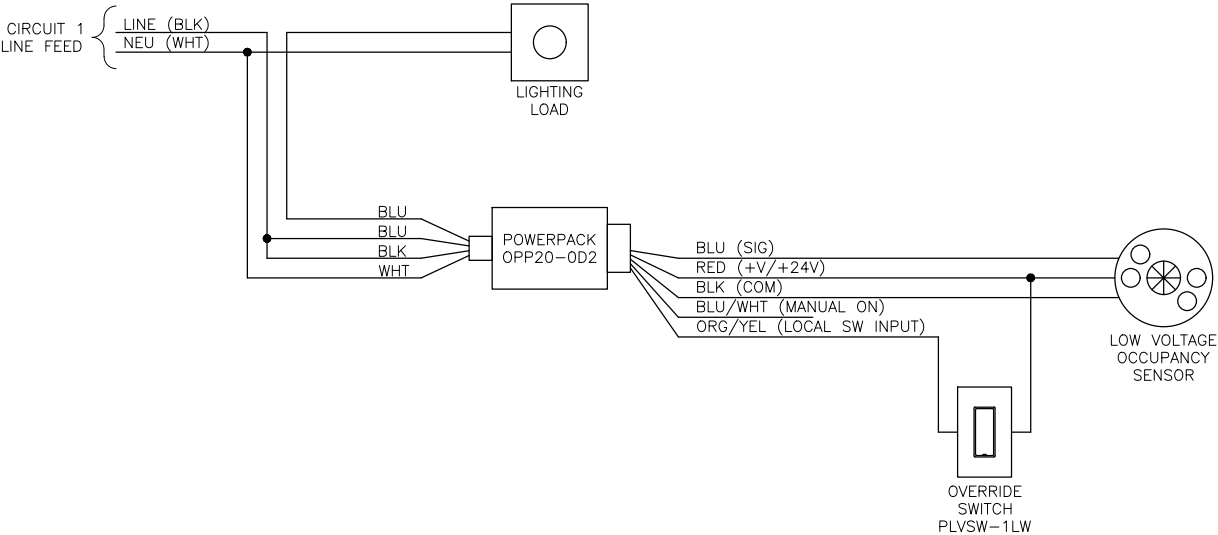 CIRCUIT 1
LINE FEED
LINE (BLK)
NEU (WHT)
LIGHTING
LOAD
BLU
BLU
BLK
WHT
POWERPACK
OPP20-0D2
BLU (SIG)
RED (+V/+24V)
BLK (COM)
BLU/WHT (MANUAL ON)
ORG/YEL (LOCAL SW INPUT)
LOW VOLTAGE
OCCUPANCY
SENSOR
OVERRIDE
SWITCH
PLVSW-1LW